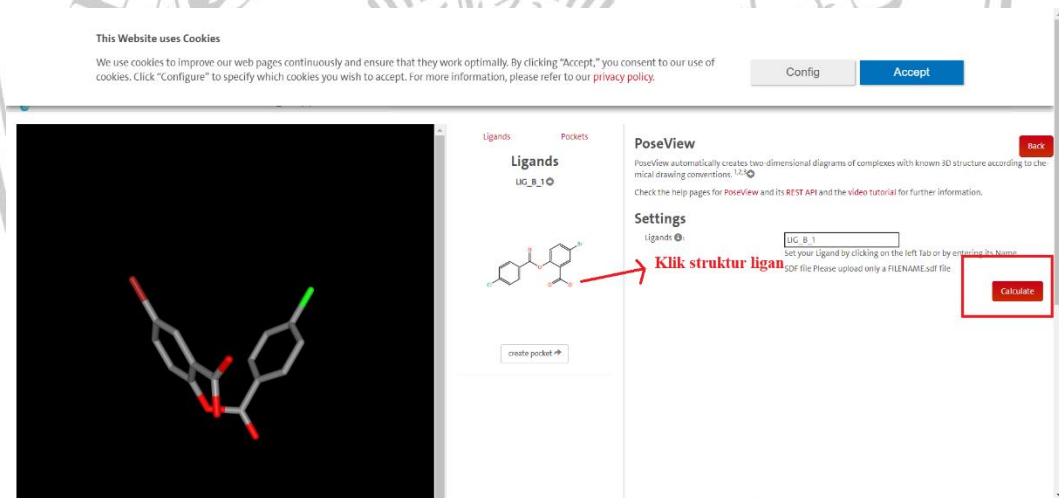 This Website uses Cookies
We use cookies to improve our web pages continuously and ensure that they work optimally. By clicking "Accept," you consent to our use of
cookies. Click "Configure" to specify which cookies you wish to accept. For more information, please refer to our privacy policy.
Config
Accept
Ligands
Pockets
Ligands
LIG_B_1
create pocket
PoseView
Back
PoseView automatically creates two-dimensional diagrams of complexes with known 3D structure according to che-
mical drawing conventions. 1,2,3
Check the help pages for PoseView and its REST API and the video tutorial for further information.
Settings
Ligands
LIG_B_1
Set your Ligand by clicking on the left Tab or by entering its Name
Klik struktur ligan
SDF file Please upload only a FILENAME.sdf file
Calculate